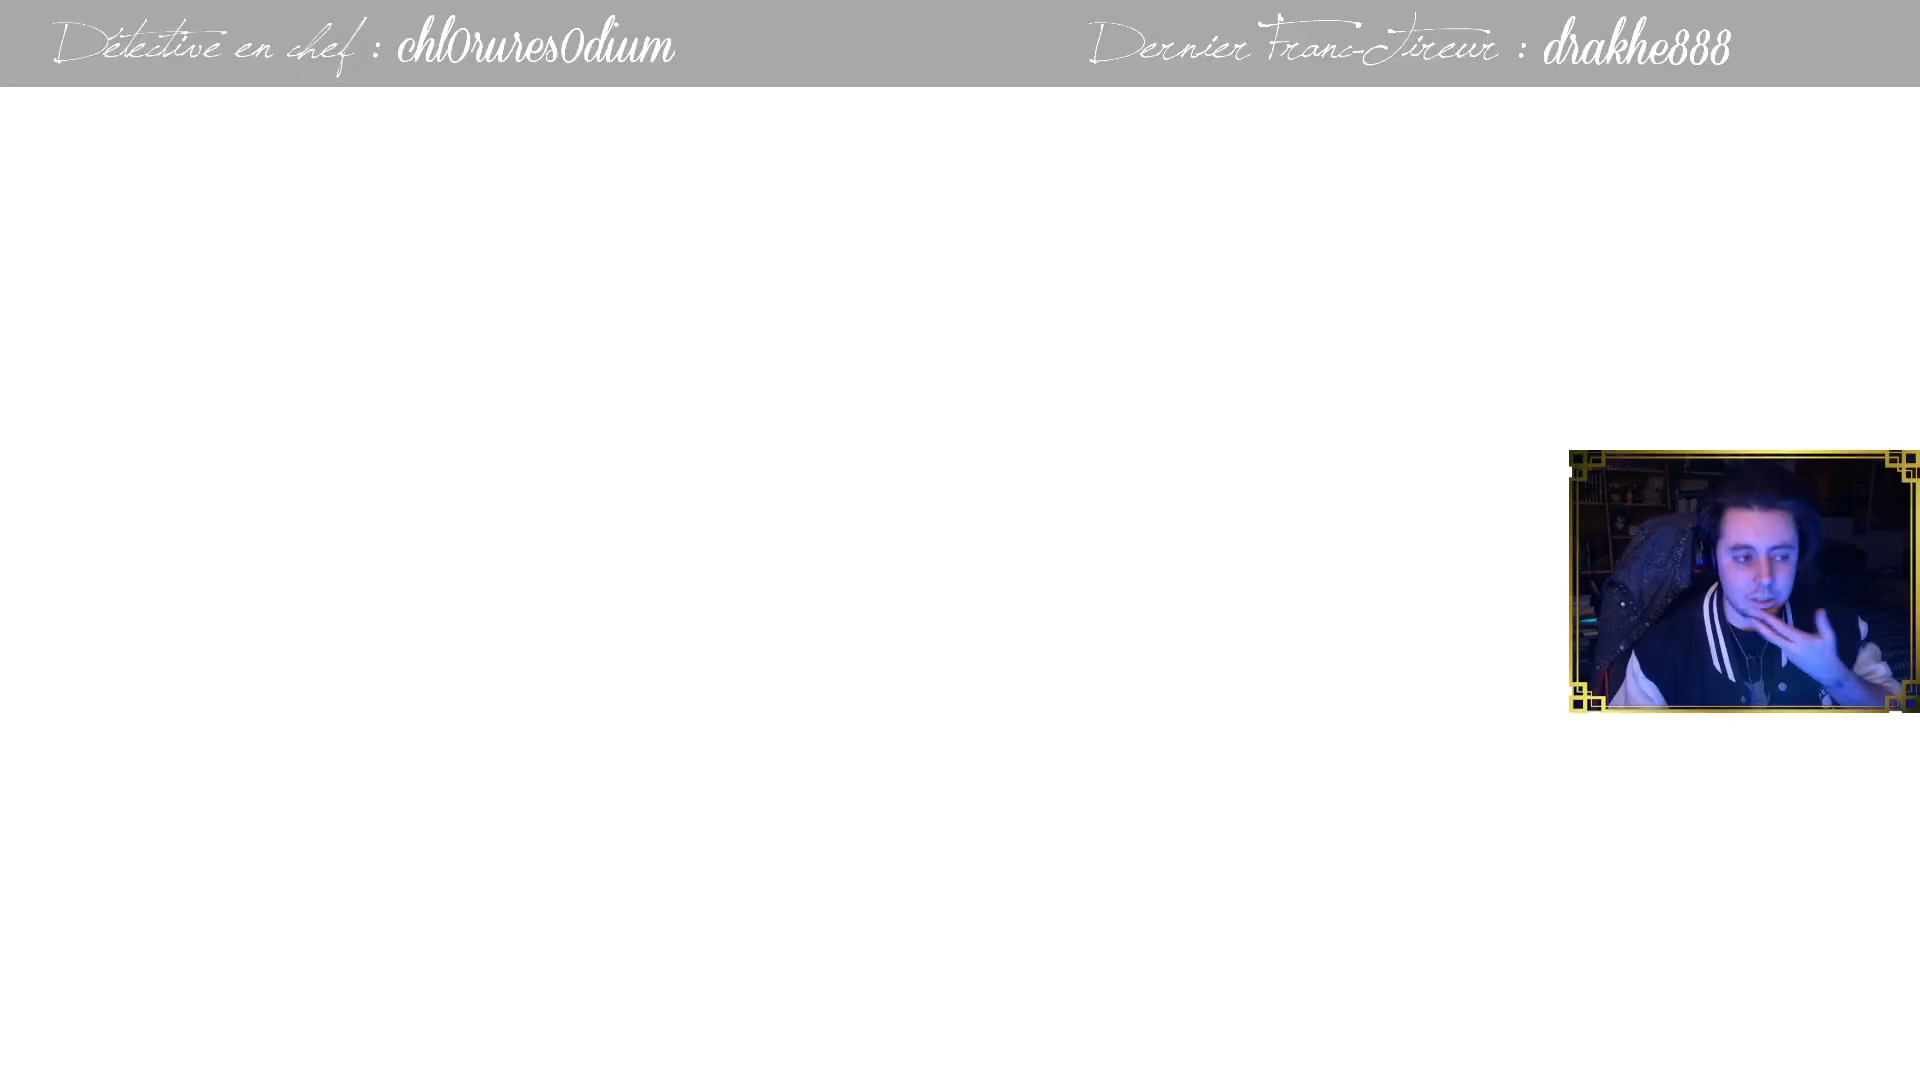 Détective en chef : chl0rures0dium
Dernier Franc-Tireur : drakhe888